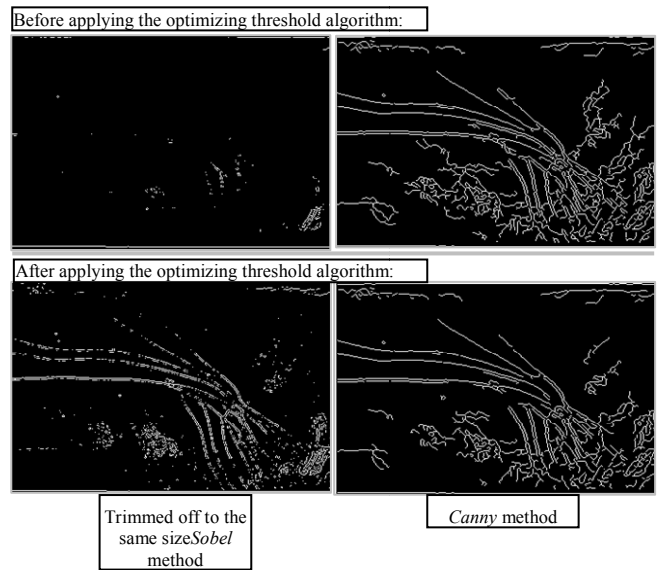 Before applying the optimizing threshold algorithm:
After applying the optimizing threshold algorithm:
Trimmed off to the
same sizeSobel
method
Canny method